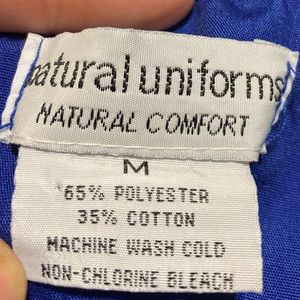 natural uniforms
NATURAL COMFORT
M
65% POLYESTER
35% COTTON
MACHINE WASH COLD
NON-CHLORINE BLEACH